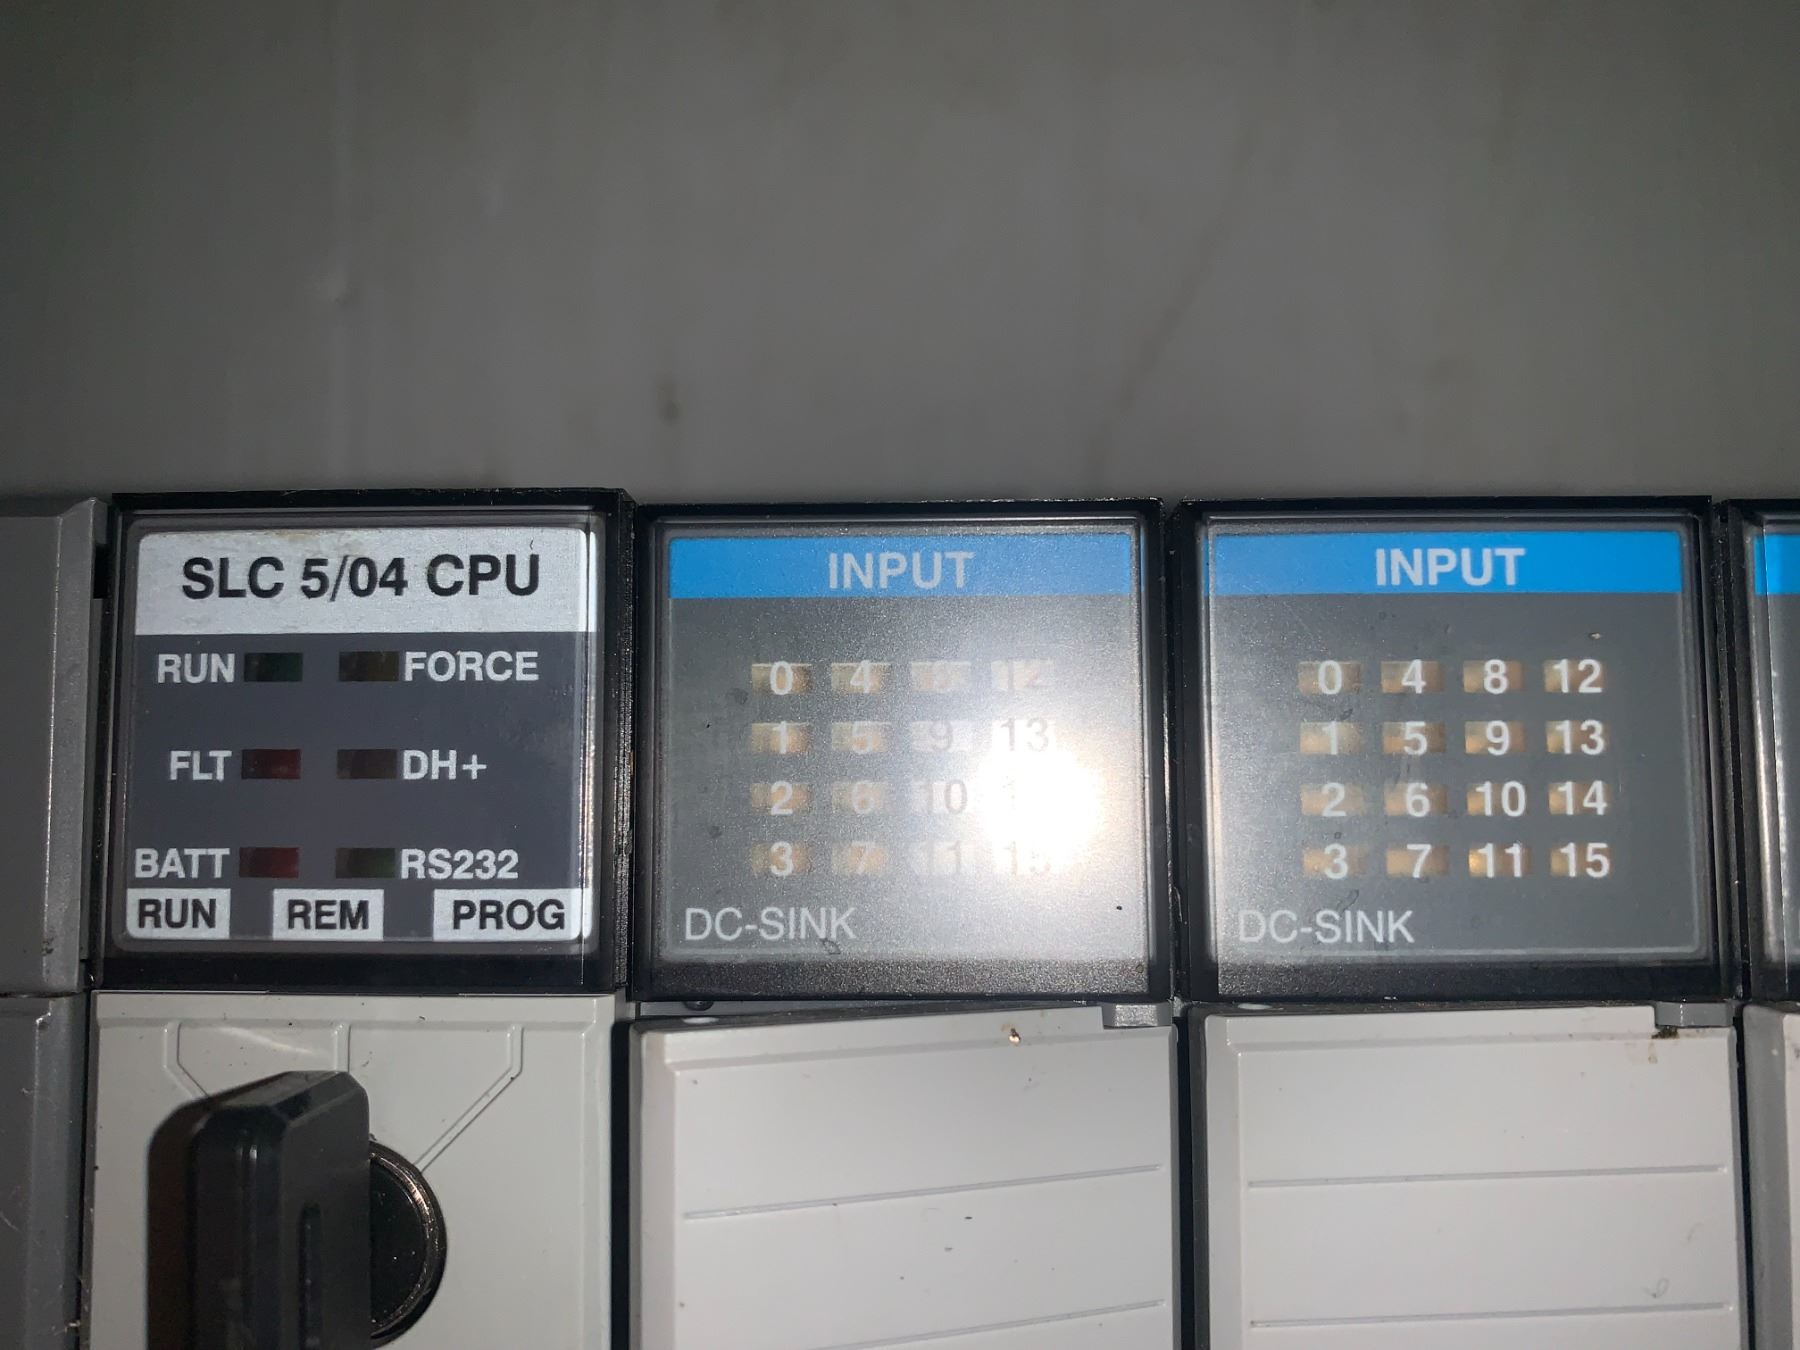 SLC 5/04 CPU
RUN FORCE
FLT DH+
BATT RS232
RUN REM PROG
INPUT
0 4 12
1 5 9 13
2 6 10
3 7 11 15
DC-SINK
INPUT
0 4 8 12
1 5 9 13
2 6 10 14
3 7 11 15
DC-SINK